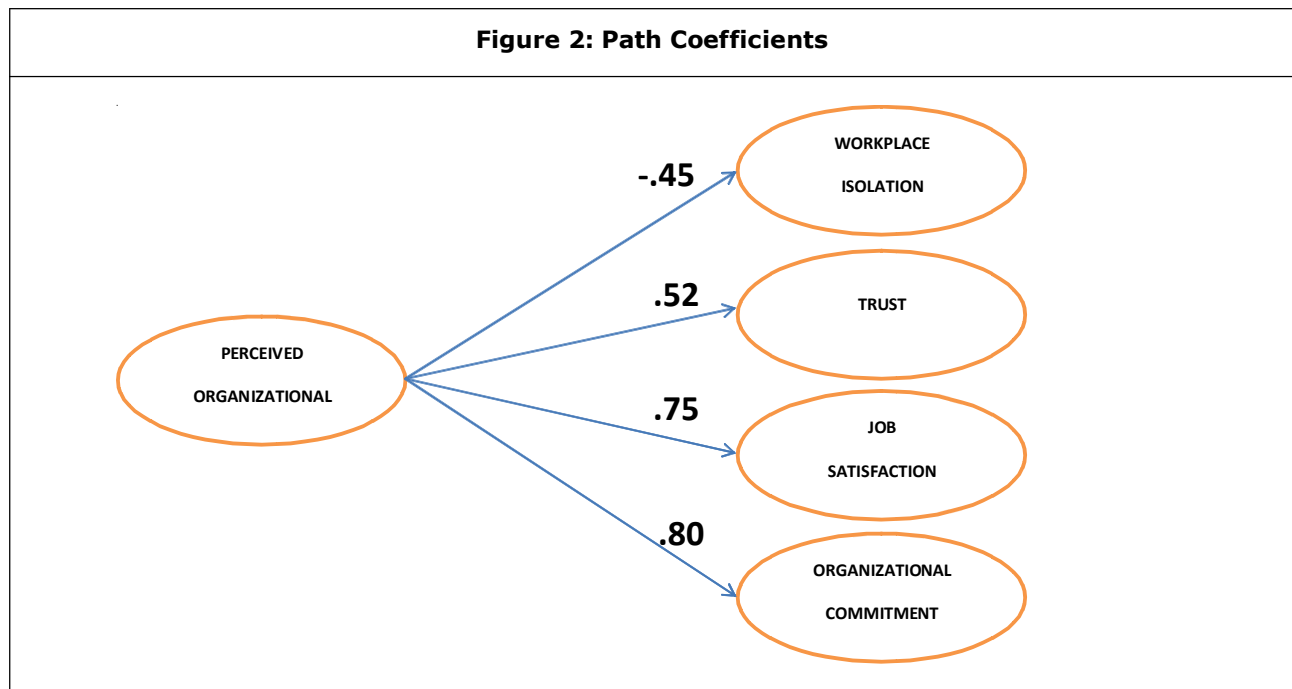 Figure 2: Path Coefficients
WORKPLACE
ISOLATION
-.45
TRUST
.52
PERCEIVED
ORGANIZATIONAL
JOB
SATISFACTION
.75
ORGANIZATIONAL
COMMITMENT
.80